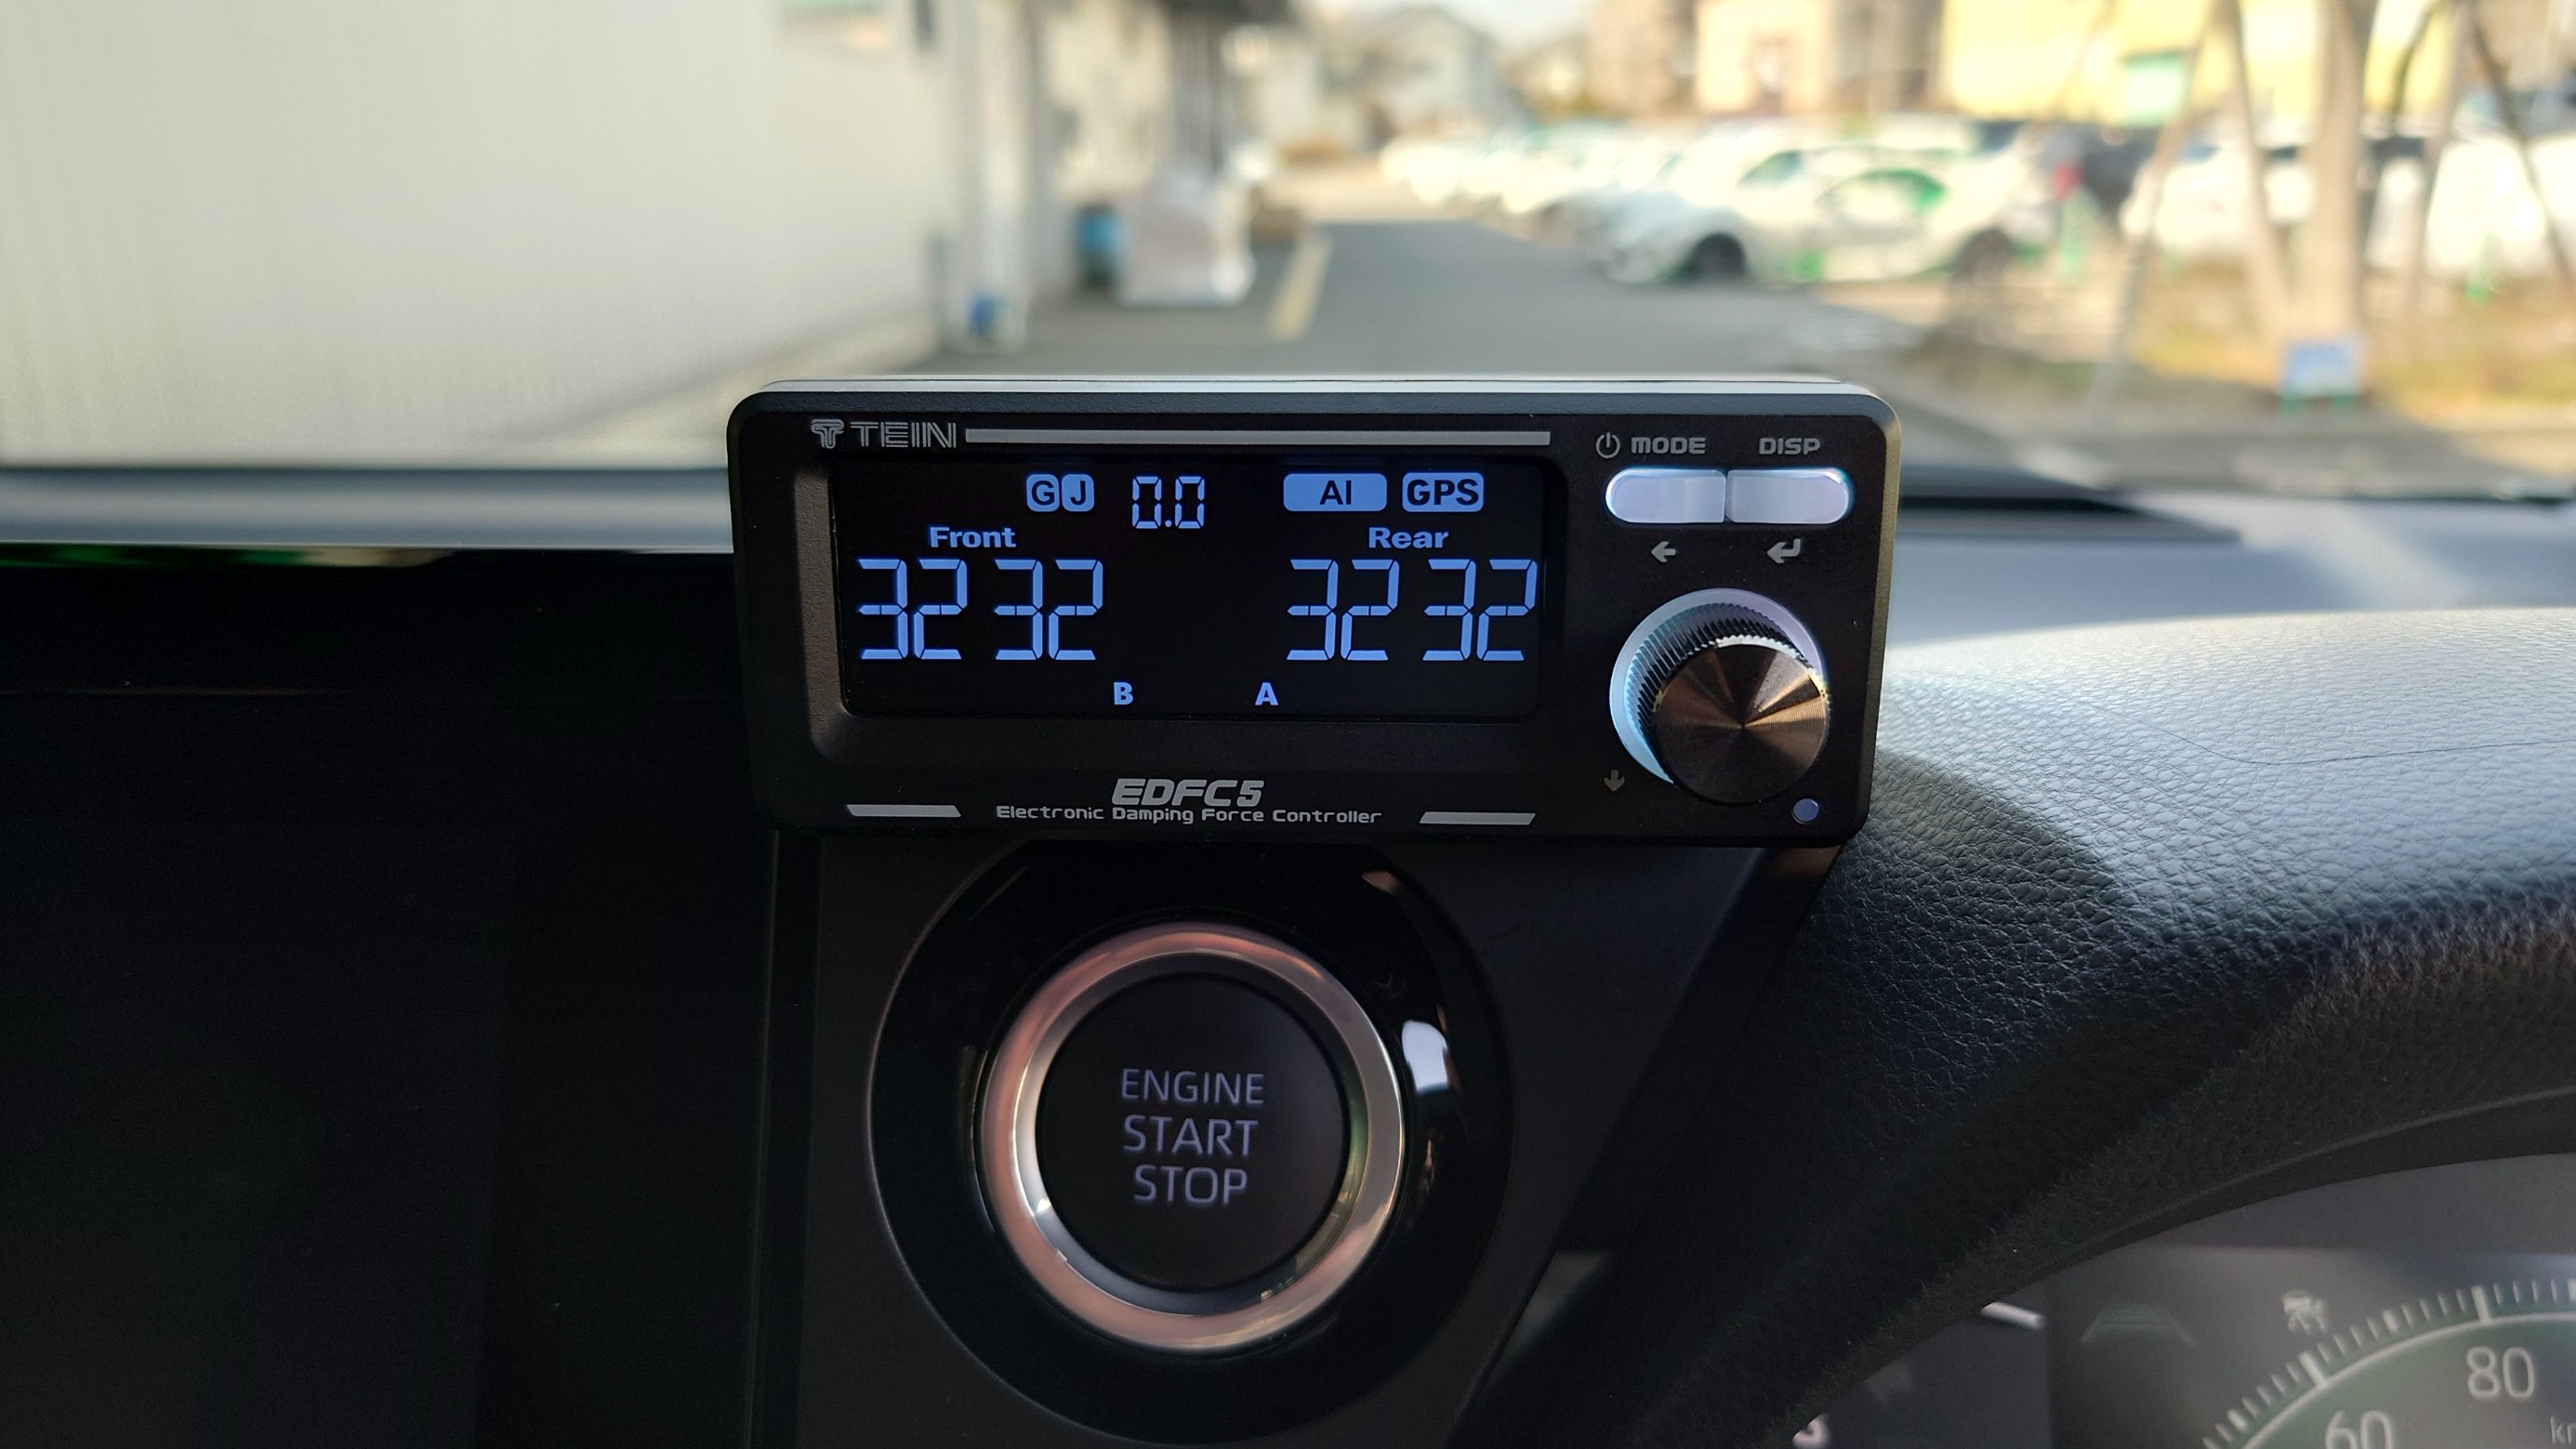 TEIN
MODE DISP
G J 0.0 AI GPS
Front Rear
32 32 32 32
B A
EDFC5
Electronic Damping Force Controller
ENGINE
START
STOP
80
60